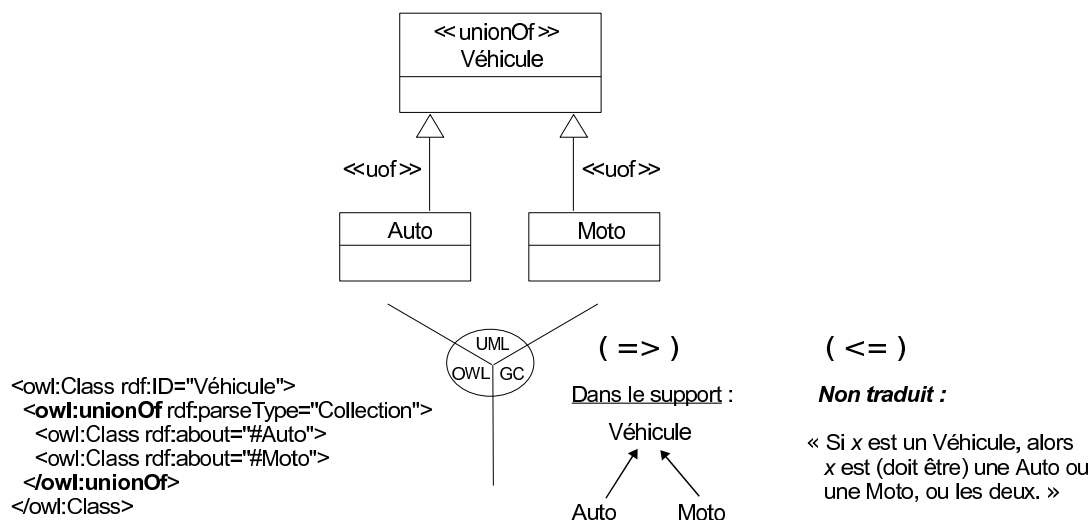 <<unionOf>>
Véhicule
<<uof>>
<<uof>>
Auto
Moto
UML
OWL
GC
<owl:Class rdf:ID="Véhicule">
<owl:unionOf rdf:parseType="Collection">
<owl:Class rdf:about="#Auto">
<owl:Class rdf:about="#Moto">
</owl:unionOf>
</owl:Class>
( => )
Dans le support :
Véhicule
Auto
Moto
( <= )
Non traduit :
« Si x est un Véhicule, alors
x est (doit être) une Auto ou
une Moto, ou les deux. »